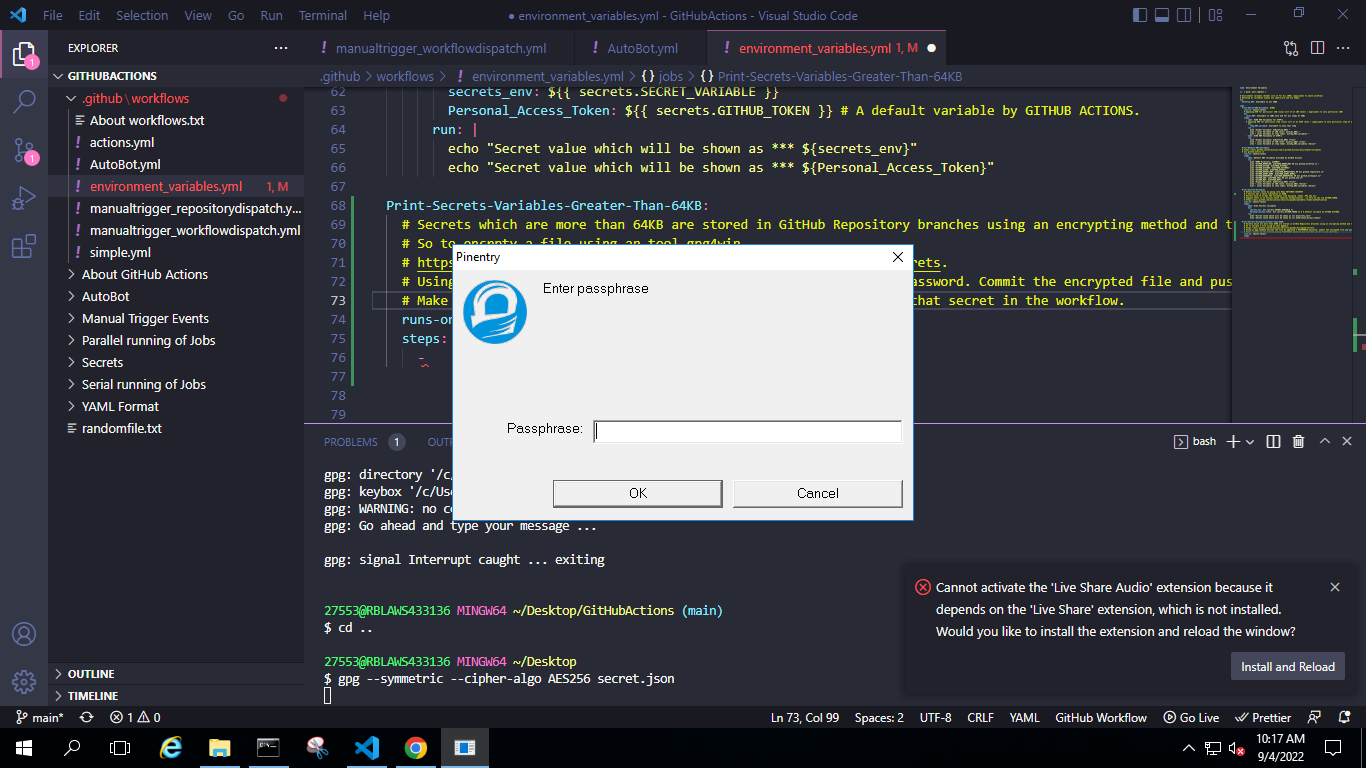 File Edit Selection View Go Run Terminal Help
● environment_variables.yml - GitHubActions - Visual Studio Code
EXPLORER
manualtrigger_workflowdispatch.yml
AutoBot.yml
environment_variables.yml 1, M
GITHUBACTIONS
.github\workflows
About workflows.txt
actions.yml
AutoBot.yml
environment_variables.yml 1, M
manualtrigger_repositorydispatch.y...
manualtrigger_workflowdispatch.yml
simple.yml
About GitHub Actions
AutoBot
Manual Trigger Events
Parallel running of Jobs
Secrets
Serial running of Jobs
YAML Format
randomfile.txt
OUTLINE
TIMELINE
.github > workflows > ! environment_variables.yml > {} jobs > {} Print-Secrets-Variables-Greater-Than-64KB
62 secrets_env: ${{ secrets.SECRET_VARIABLE }}
63 Personal_Access_Token: ${{ secrets.GITHUB_TOKEN }} # A default variable by GITHUB ACTIONS.
64 run: |
65 echo "Secret value which will be shown as *** ${secrets_env}"
66 echo "Secret value which will be shown as *** ${Personal_Access_Token}"
67
68 Print-Secrets-Variables-Greater-Than-64KB:
69 # Secrets which are more than 64KB are stored in GitHub Repository branches using an encrypting method and t
70 # So to encrpty a file using an tool gpg4win
71 # https rets.
72 # Using assword. Commit the encrypted file and pus
73 # Make that secret in the workflow.
74 runs-on
75 steps:
76 -
77
78
79
Pinentry
Enter passphrase
Passphrase:
OK
Cancel
PROBLEMS 1 OUT
bash
gpg: directory '/c/
gpg: keybox '/c/Use
gpg: WARNING: no co
gpg: Go ahead and type your message ...
gpg: signal Interrupt caught ... exiting
27553@RBLAWS433136 MINGW64 ~/Desktop/GitHubActions (main)
$ cd ..
27553@RBLAWS433136 MINGW64 ~/Desktop
$ gpg --symmetric --cipher-algo AES256 secret.json
Cannot activate the 'Live Share Audio' extension because it
depends on the 'Live Share' extension, which is not installed.
Would you like to install the extension and reload the window?
Install and Reload
main* 1 0
Ln 73, Col 99 Spaces: 2 UTF-8 CRLF YAML GitHub Workflow Go Live Prettier
10:17 AM
9/4/2022